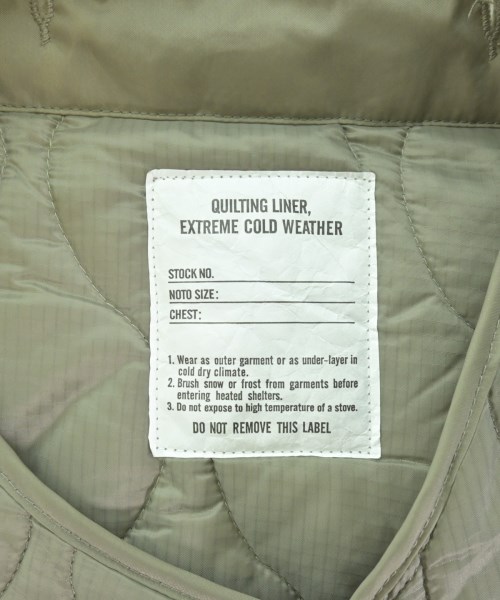 QUILTING LINER,
EXTREME COLD WEATHER
STOCK NO.
NOTO SIZE:
CHEST:
1. Wear as outer garment or as under-layer in
cold dry climate.
2. Brush snow or frost from garments before
entering heated shelters.
3. Do not expose to high temperature of a stove.
DO NOT REMOVE THIS LABEL